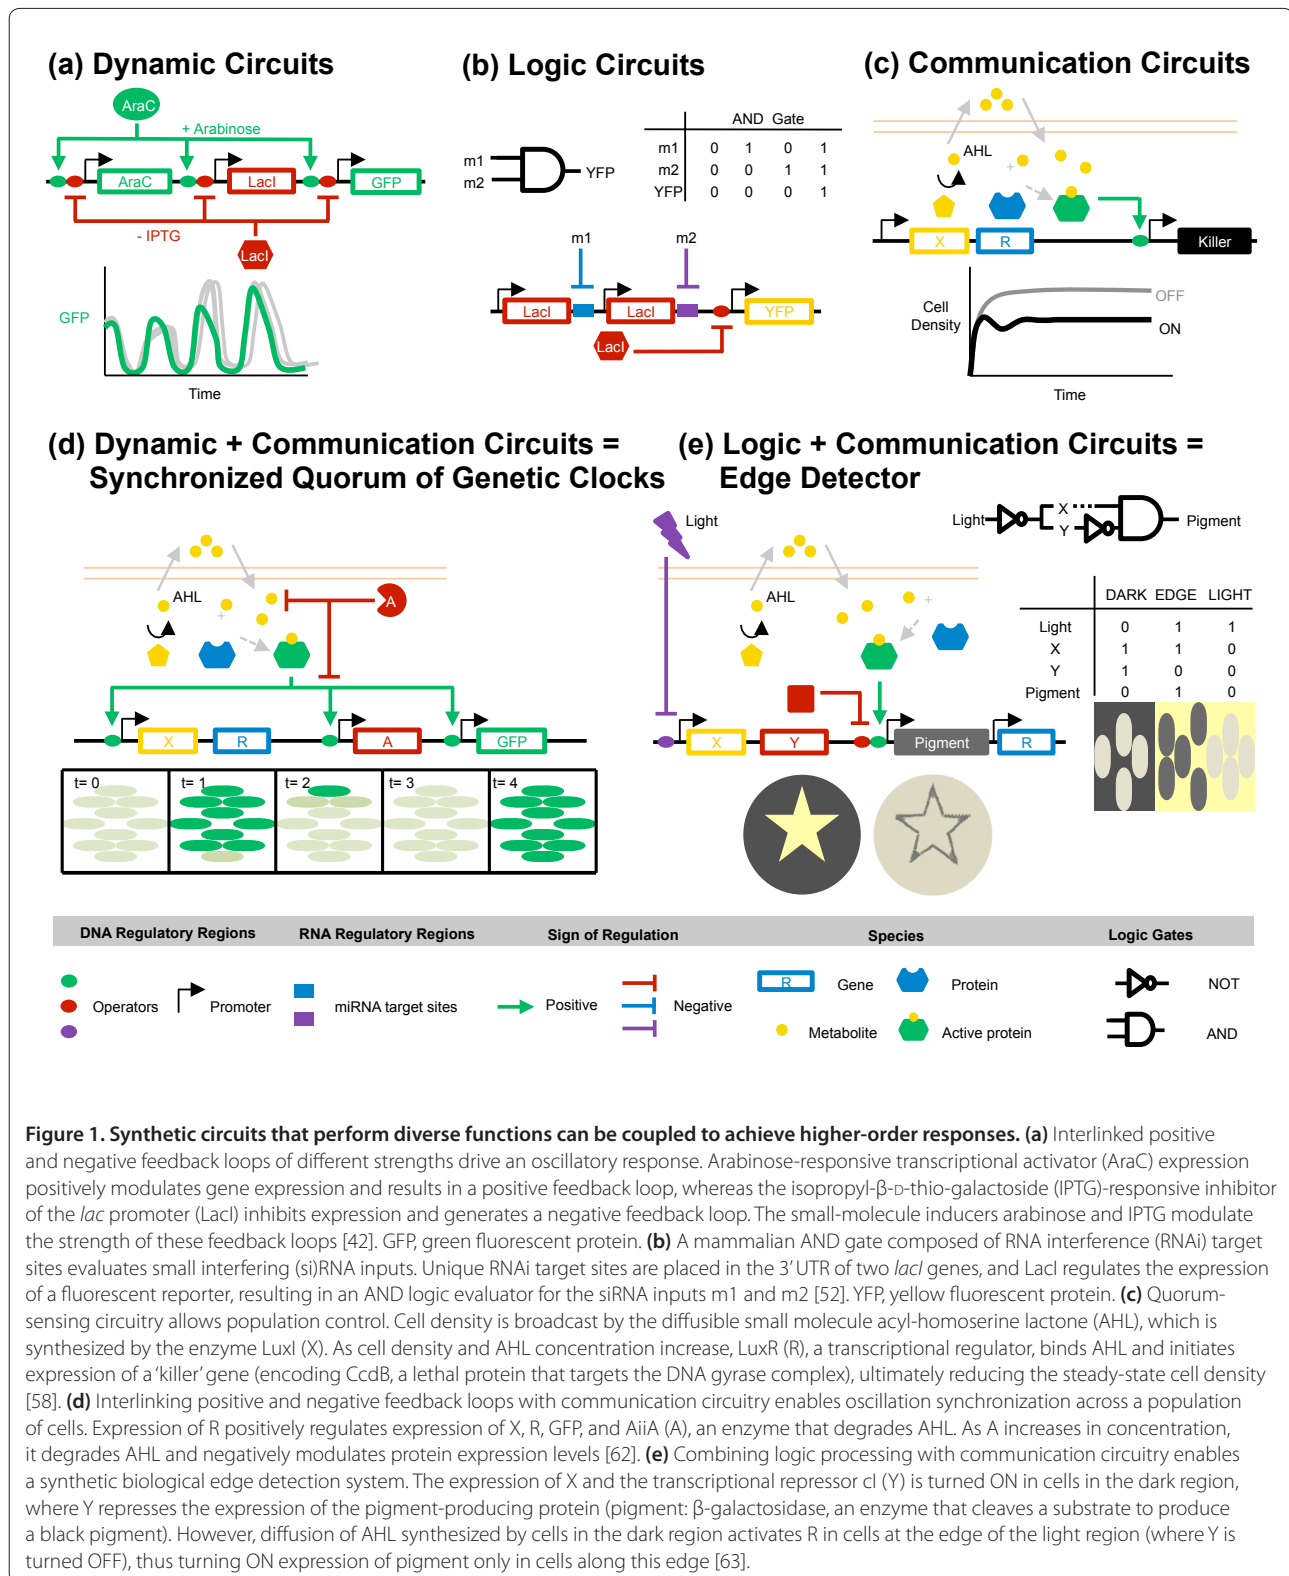 (a) Dynamic Circuits
AraC
+ Arabinose
AraC
LacI
GFP
- IPTG
LacI
GFP
Time
(b) Logic Circuits
m1
m2
YFP
AND Gate
m1 0 1 0 1
m2 0 0 1 1
YFP 0 0 0 1
m1
m2
LacI
LacI
YFP
LacI
(c) Communication Circuits
AHL
+
X
R
Killer
Cell
Density
OFF
ON
Time
(d) Dynamic + Communication Circuits =
Synchronized Quorum of Genetic Clocks
AHL
+
A
X
R
A
GFP
t= 0
t= 1
t= 2
t= 3
t= 4
(e) Logic + Communication Circuits =
Edge Detector
Light
Light
X
Y
Pigment
AHL
+
X
Y
Pigment
R
DARK EDGE LIGHT
Light 0 1 1
X 1 1 0
Y 1 0 0
Pigment 0 1 0
DNA Regulatory Regions
RNA Regulatory Regions
Sign of Regulation
Species
Logic Gates
Operators
Promoter
miRNA target sites
Positive
Negative
R
Gene
Protein
Metabolite
Active protein
NOT
AND
Figure 1. Synthetic circuits that perform diverse functions can be coupled to achieve higher-order responses. (a) Interlinked positive
and negative feedback loops of different strengths drive an oscillatory response. Arabinose-responsive transcriptional activator (AraC) expression
positively modulates gene expression and results in a positive feedback loop, whereas the isopropyl-β-D-thio-galactoside (IPTG)-responsive inhibitor
of the lac promoter (LacI) inhibits expression and generates a negative feedback loop. The small-molecule inducers arabinose and IPTG modulate
the strength of these feedback loops [42]. GFP, green fluorescent protein. (b) A mammalian AND gate composed of RNA interference (RNAi) target
sites evaluates small interfering (si)RNA inputs. Unique RNAi target sites are placed in the 3’ UTR of two lacI genes, and LacI regulates the expression
of a fluorescent reporter, resulting in an AND logic evaluator for the siRNA inputs m1 and m2 [52]. YFP, yellow fluorescent protein. (c) Quorum-
sensing circuitry allows population control. Cell density is broadcast by the diffusible small molecule acyl-homoserine lactone (AHL), which is
synthesized by the enzyme LuxI (X). As cell density and AHL concentration increase, LuxR (R), a transcriptional regulator, binds AHL and initiates
expression of a ‘killer’ gene (encoding CcdB, a lethal protein that targets the DNA gyrase complex), ultimately reducing the steady-state cell density
[58]. (d) Interlinking positive and negative feedback loops with communication circuitry enables oscillation synchronization across a population
of cells. Expression of R positively regulates expression of X, R, GFP, and AiiA (A), an enzyme that degrades AHL. As A increases in concentration,
it degrades AHL and negatively modulates protein expression levels [62]. (e) Combining logic processing with communication circuitry enables
a synthetic biological edge detection system. The expression of X and the transcriptional repressor cI (Y) is turned ON in cells in the dark region,
where Y represses the expression of the pigment-producing protein (pigment: β-galactosidase, an enzyme that cleaves a substrate to produce
a black pigment). However, diffusion of AHL synthesized by cells in the dark region activates R in cells at the edge of the light region (where Y is
turned OFF), thus turning ON expression of pigment only in cells along this edge [63].